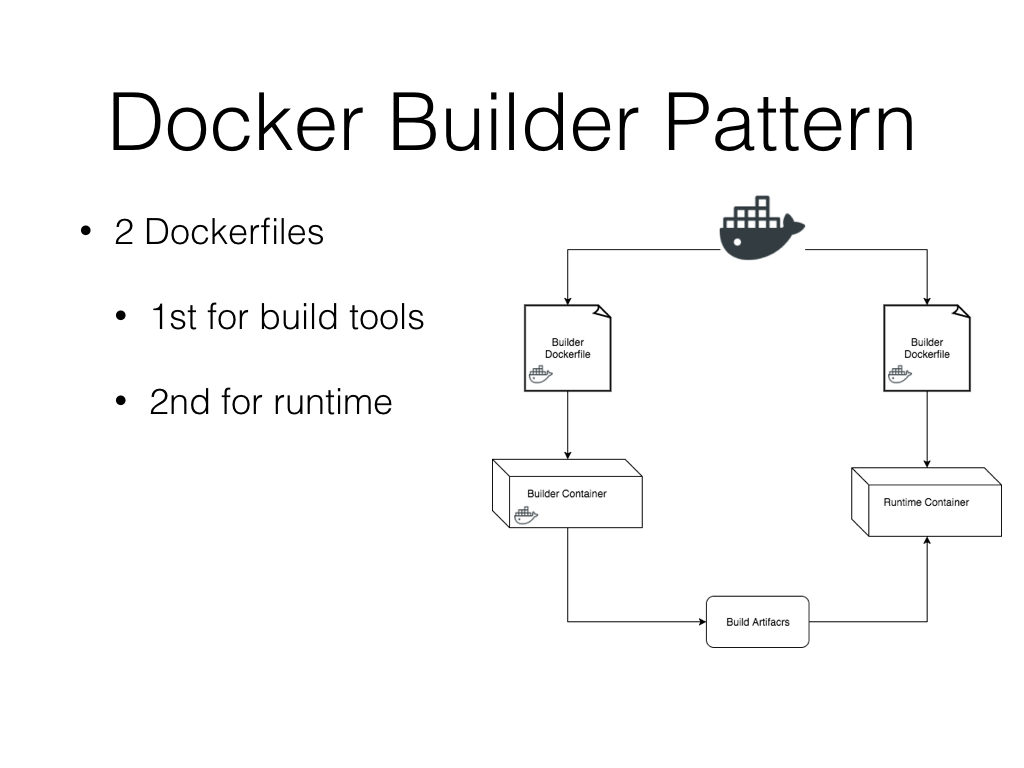 Docker Builder Pattern
• 2 Dockerfiles
• 1st for build tools
• 2nd for runtime
Builder
Dockerfile
Builder
Dockerfile
Builder Container
Runtime Container
Build Artifacrs